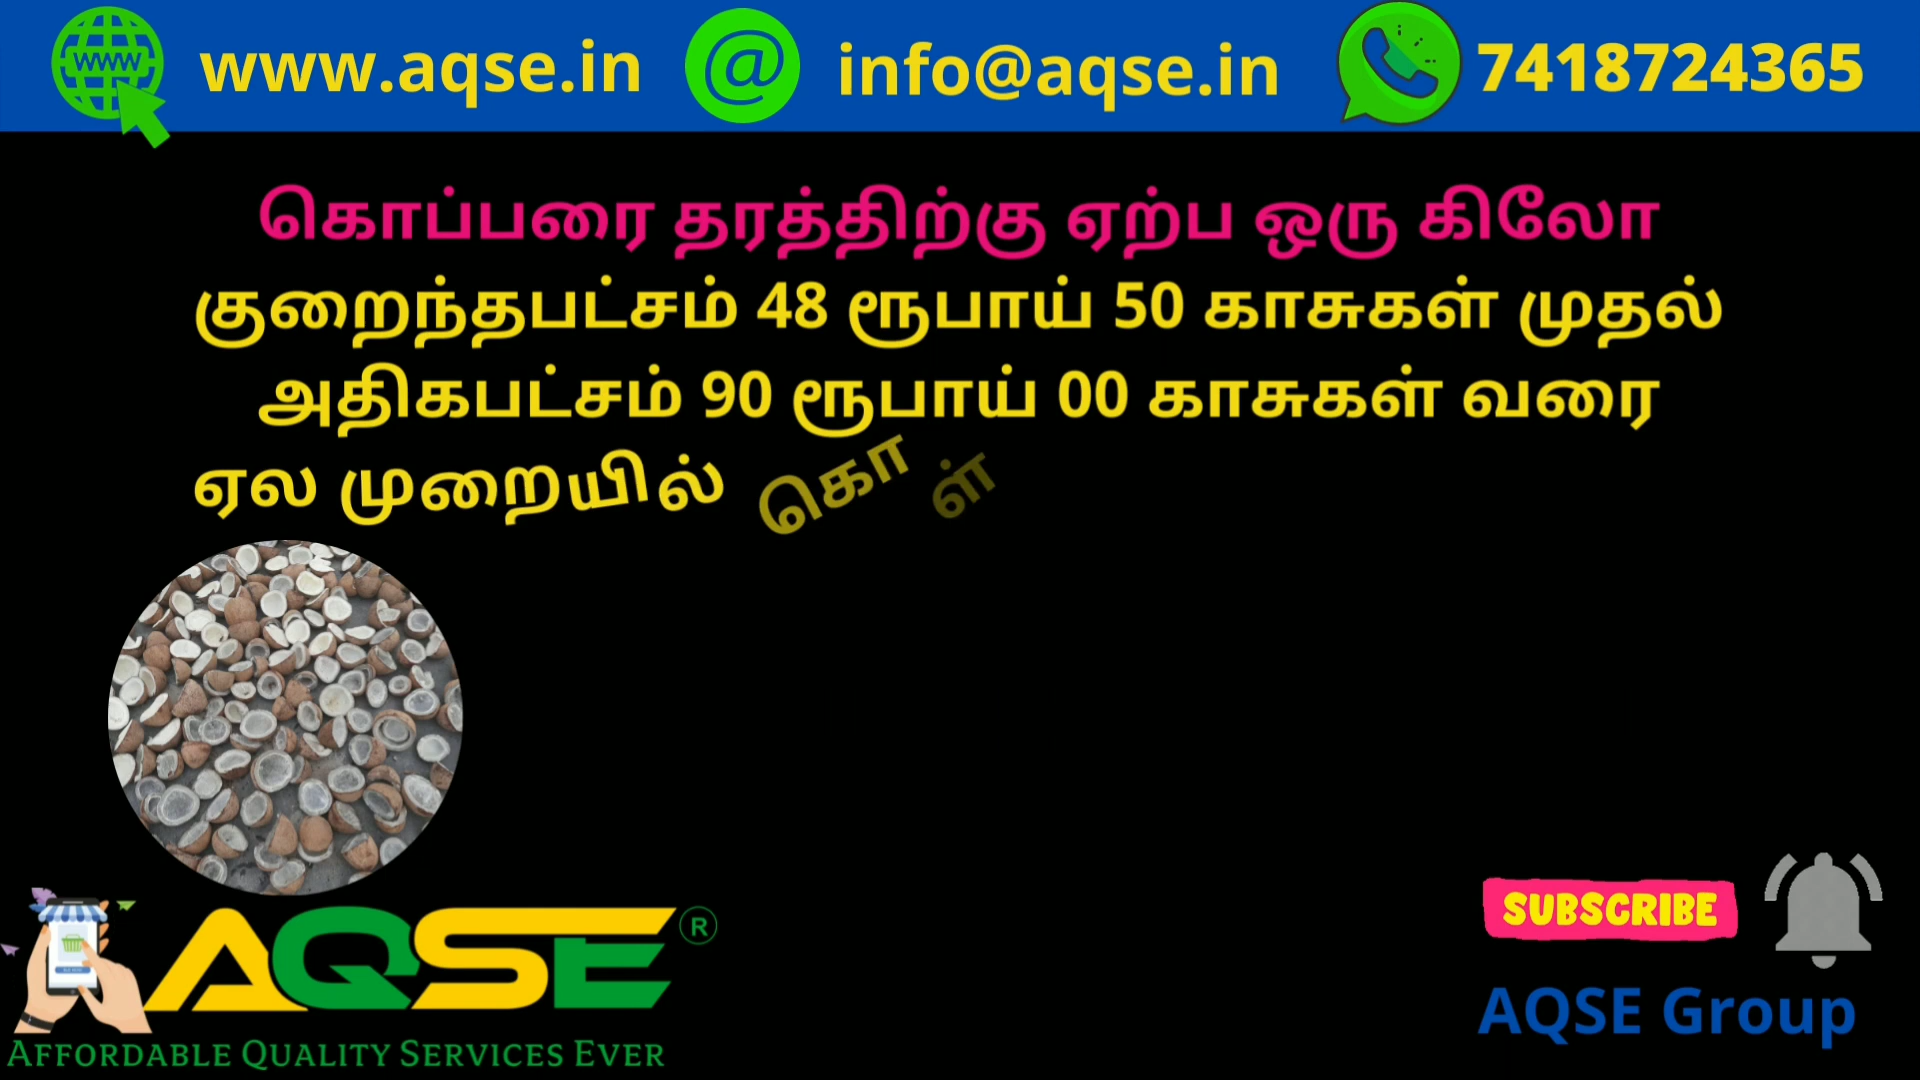 www.aqse.in
info@aqse.in
7418724365
கொப்பரை தரத்திற்கு ஏற்ப ஒரு கிலோ
குறைந்தபட்சம் 48 ரூபாய் 50 காசுகள் முதல்
அதிகபட்சம் 90 ரூபாய் 00 காசுகள் வரை
ஏல முறையில் கொள்
AQSE®
AFFORDABLE QUALITY SERVICES EVER
SUBSCRIBE
AQSE Group